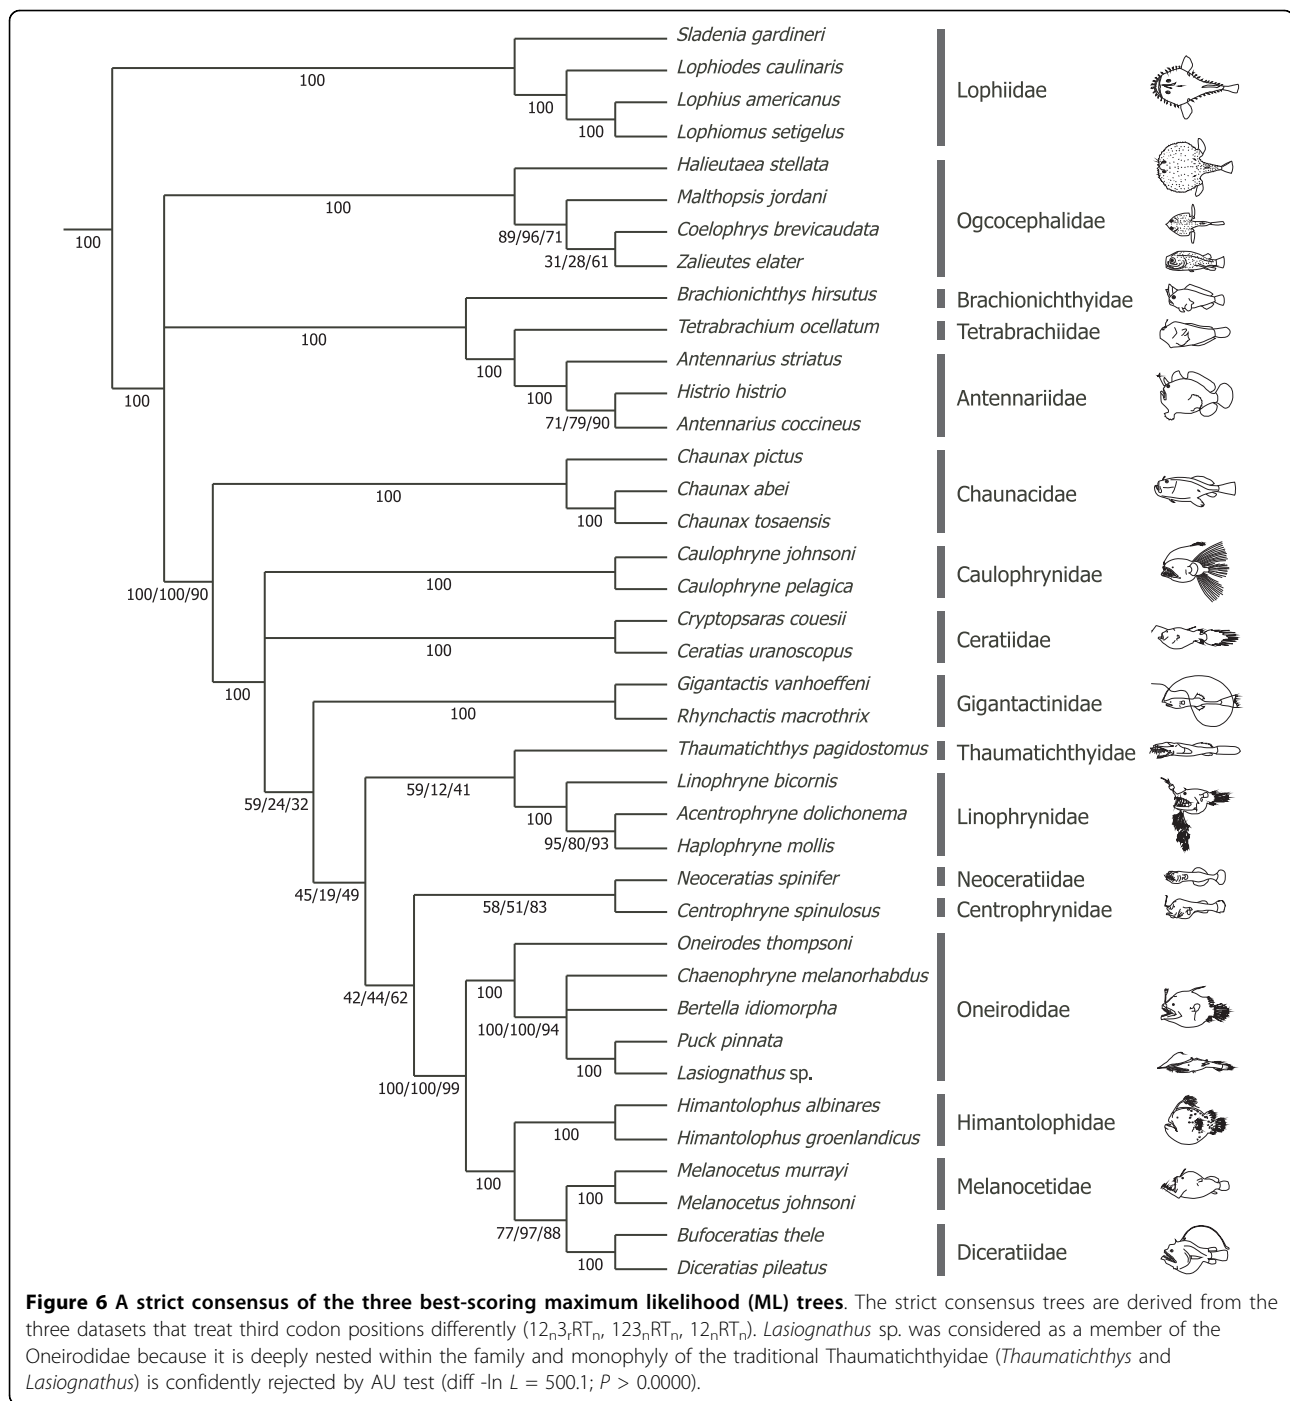 Sladenia gardineri
Lophiodes caulinaris
100
Lophius americanus
Lophiidae
100
Lophiomus setigelus
100
Halieutaea stellata
Malthopsis jordani
100
Coelophrys brevicaudata
Ogcocephalidae
89/96/71
100
Zalieutes elater
31/28/61
Brachionichthys hirsutus
Brachionichthyidae
Tetrabrachium ocellatum
Tetrabrachiidae
100
Antennarius striatus
100
Histrio histrio
Antennariidae
100
100
Antennarius coccineus
71/79/90
Chaunax pictus
Chaunax abei
Chaunacidae
100
Chaunax tosaensis
100
Caulophryne johnsoni
Caulophrynidae
100
Caulophryne pelagica
100/100/90
Cryptopsaras couesii
Ceratiidae
100
Ceratias uranoscopus
100
Gigantactis vanhoeffeni
Gigantactinidae
100
Rhynchactis macrothrix
Thaumatichthys pagidostomus
Thaumatichthyidae
Linophryne bicornis
59/12/41
59/24/32
Acentrophryne dolichonema
Linophrynidae
100
Haplophryne mollis
95/80/93
Neoceratias spinifer
Neoceratiidae
45/19/49
58/51/83
Centrophryne spinulosus
Centrophrynidae
Oneirodes thompsoni
Chaenophryne melanorhabdus
100
42/44/62
Bertella idiomorpha
Oneirodidae
100/100/94
Puck pinnata
100
Lasiognathus sp.
100/100/99
Himantolophus albinares
Himantolophidae
100
Himantolophus groenlandicus
Melanocetus murrayi
100
Melanocetidae
100
Melanocetus johnsoni
77/97/88
Bufoceratias thele
Diceratiidae
100
Diceratias pileatus
Figure 6 A strict consensus of the three best-scoring maximum likelihood (ML) trees. The strict consensus trees are derived from the
three datasets that treat third codon positions differently (12n3rRTn, 123nRTn, 12nRTn). Lasiognathus sp. was considered as a member of the
Oneirodidae because it is deeply nested within the family and monophyly of the traditional Thaumatichthyidae (Thaumatichthys and
Lasiognathus) is confidently rejected by AU test (diff -ln L = 500.1; P > 0.0000).